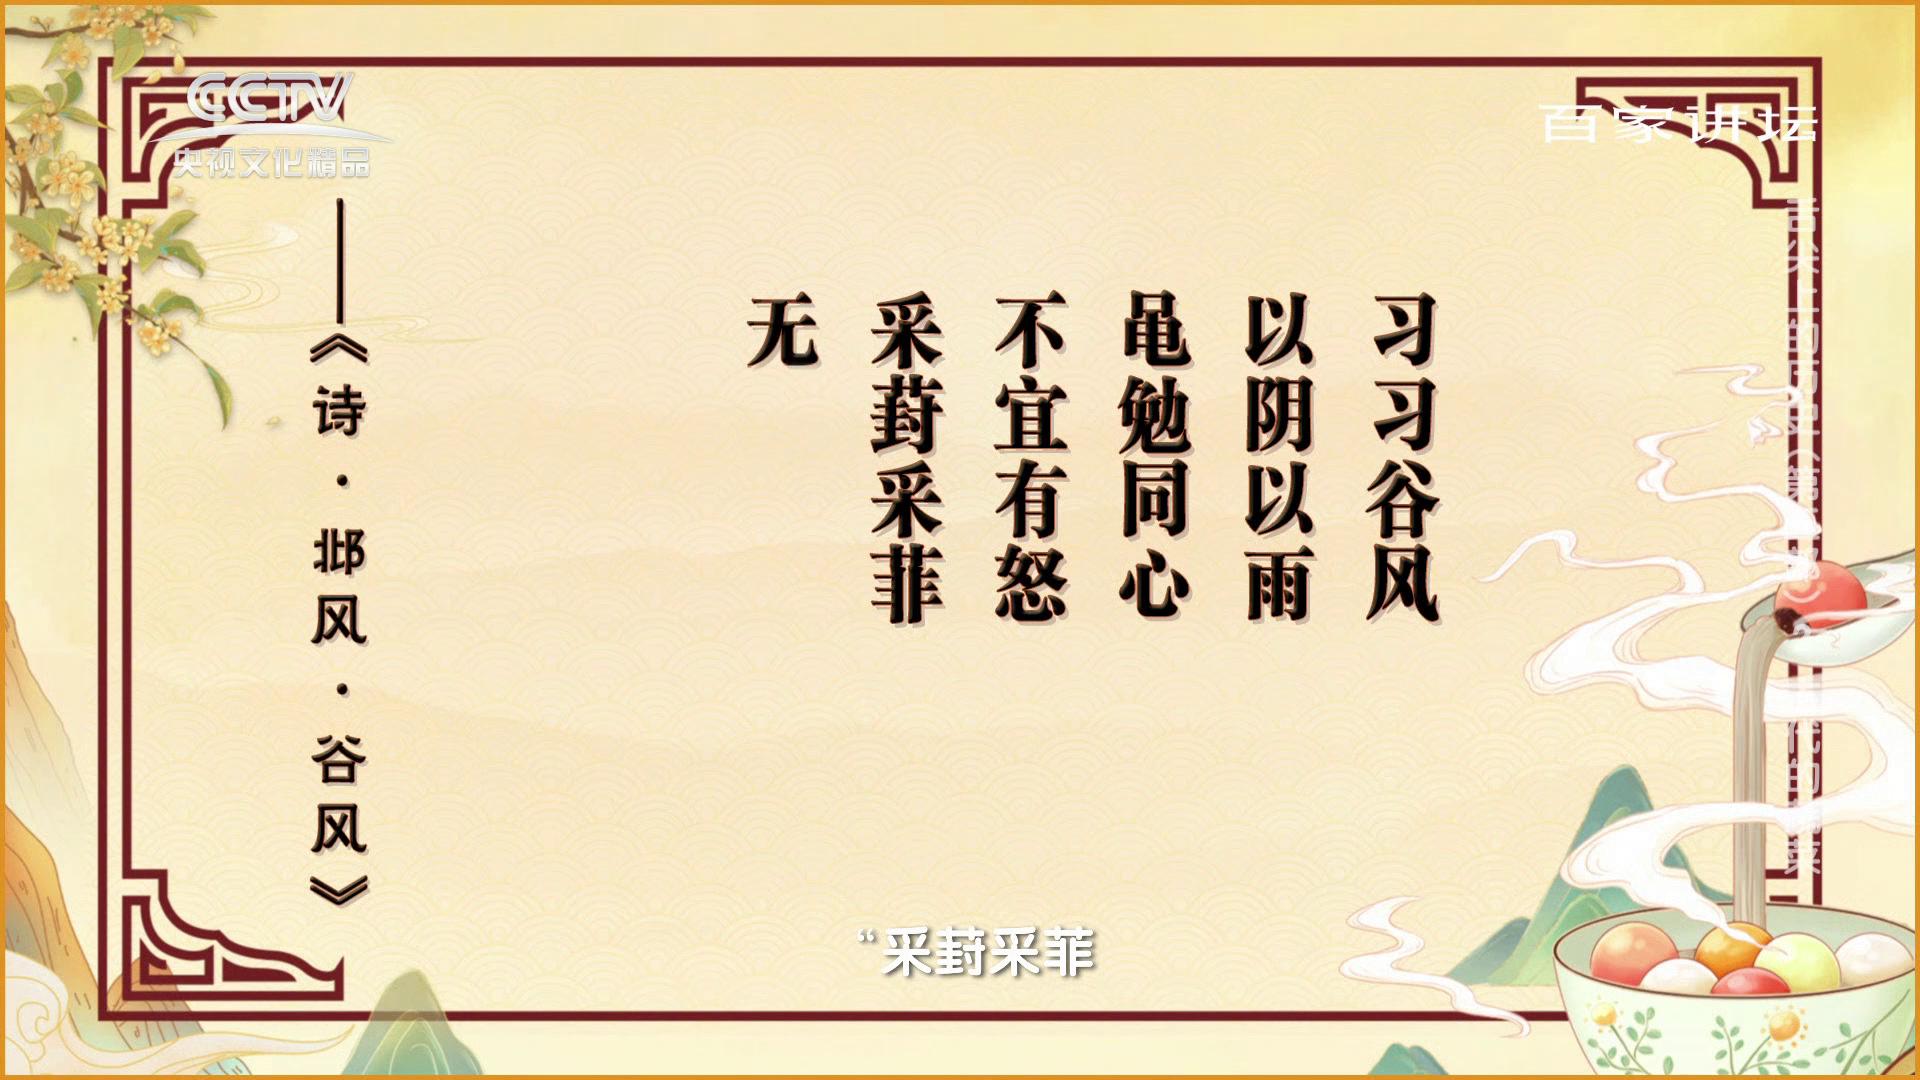 CCTV
央视文化精品
百家讲坛
习习谷风
以阴以雨
黾勉同心
不宜有怒
采葑采菲
无
——《诗·邶风·谷风》
“采葑采菲